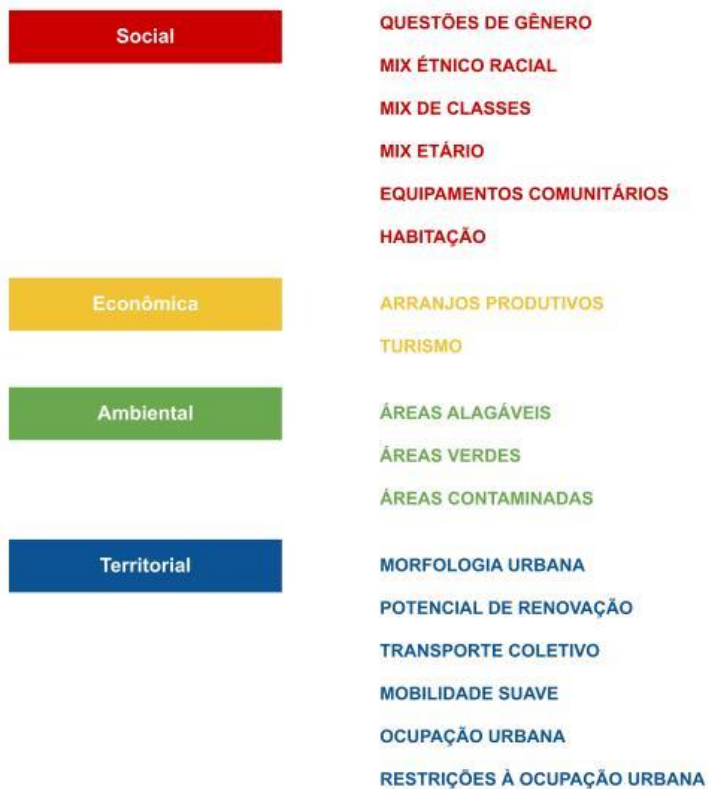 Social
QUESTÕES DE GÊNERO
MIX ÉTNICO RACIAL
MIX DE CLASSES
MIX ETÁRIO
EQUIPAMENTOS COMUNITÁRIOS
HABITAÇÃO
Econômica
ARRANJOS PRODUTIVOS
TURISMO
Ambiental
ÁREAS ALAGÁVEIS
ÁREAS VERDES
ÁREAS CONTAMINADAS
Territorial
MORFOLOGIA URBANA
POTENCIAL DE RENOVAÇÃO
TRANSPORTE COLETIVO
MOBILIDADE SUAVE
OCUPAÇÃO URBANA
RESTRIÇÕES À OCUPAÇÃO URBANA